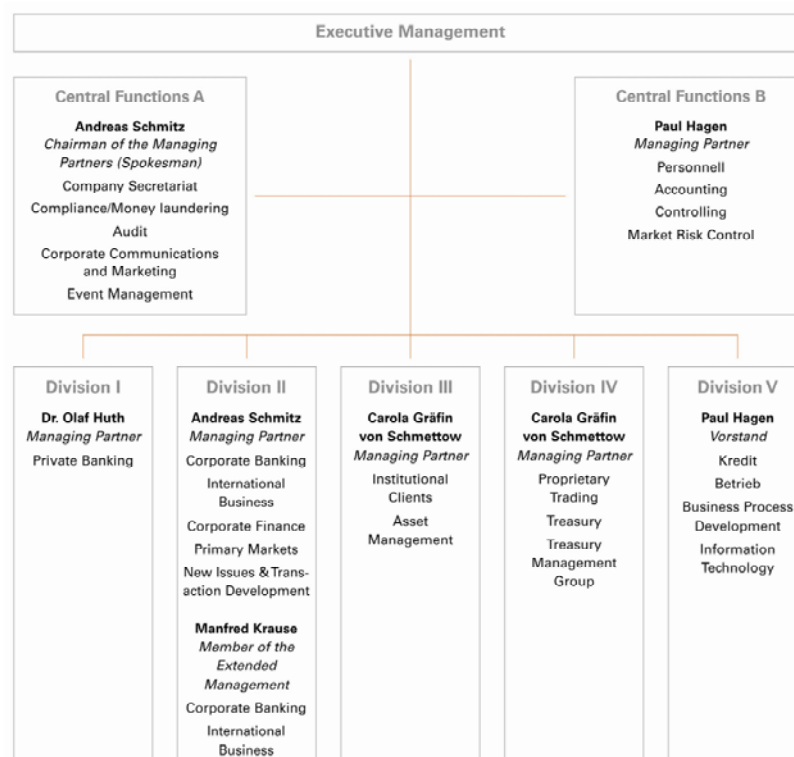 Executive Management
Central Functions A
Andreas Schmitz
Chairman of the Managing
Partners (Spokesman)
Company Secretariat
Compliance/Money laundering
Audit
Corporate Communications
and Marketing
Event Management
Central Functions B
Paul Hagen
Managing Partner
Personnell
Accounting
Controlling
Market Risk Control
Division I
Dr. Olaf Huth
Managing Partner
Private Banking
Division II
Andreas Schmitz
Managing Partner
Corporate Banking
International
Business
Corporate Finance
Primary Markets
New Issues & Trans-
action Development
Manfred Krause
Member of the
Extended
Management
Corporate Banking
International
Business
Division III
Carola Gräfin
von Schmettow
Managing Partner
Institutional
Clients
Asset
Management
Division IV
Carola Gräfin
von Schmettow
Managing Partner
Proprietary
Trading
Treasury
Treasury
Management
Group
Division V
Paul Hagen
Vorstand
Kredit
Betrieb
Business Process
Development
Information
Technology